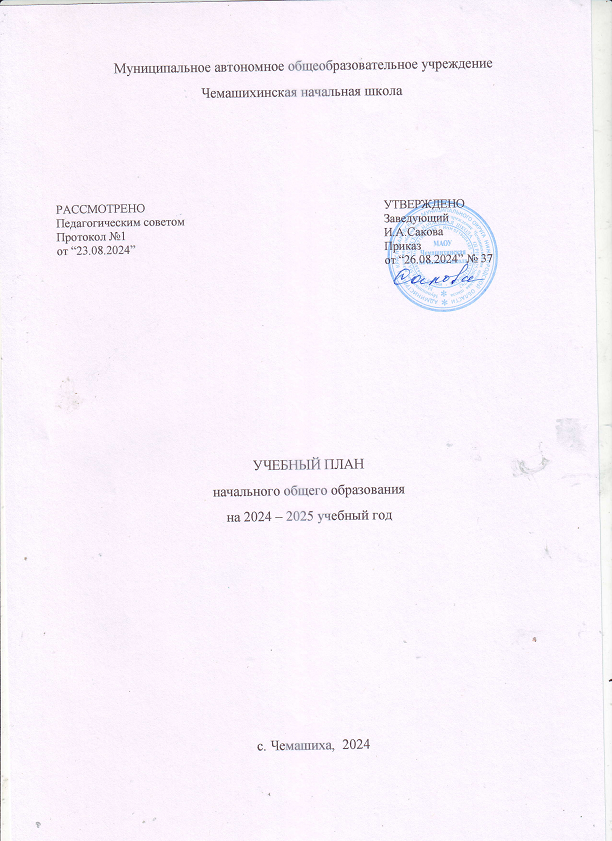 Муниципальное автономное общеобразовательное учреждение
Чемашихинская начальная школа
РАССМОТРЕНО
Педагогическим советом
Протокол №1
от “23.08.2024”
УТВЕРЖДЕНО
Заведующий
И.А.Сакова
Приказ
от “26.08.2024” № 37
МАОУ
Сакова
УЧЕБНЫЙ ПЛАН
начального общего образования
на 2024 – 2025 учебный год
с. Чемашиха, 2024